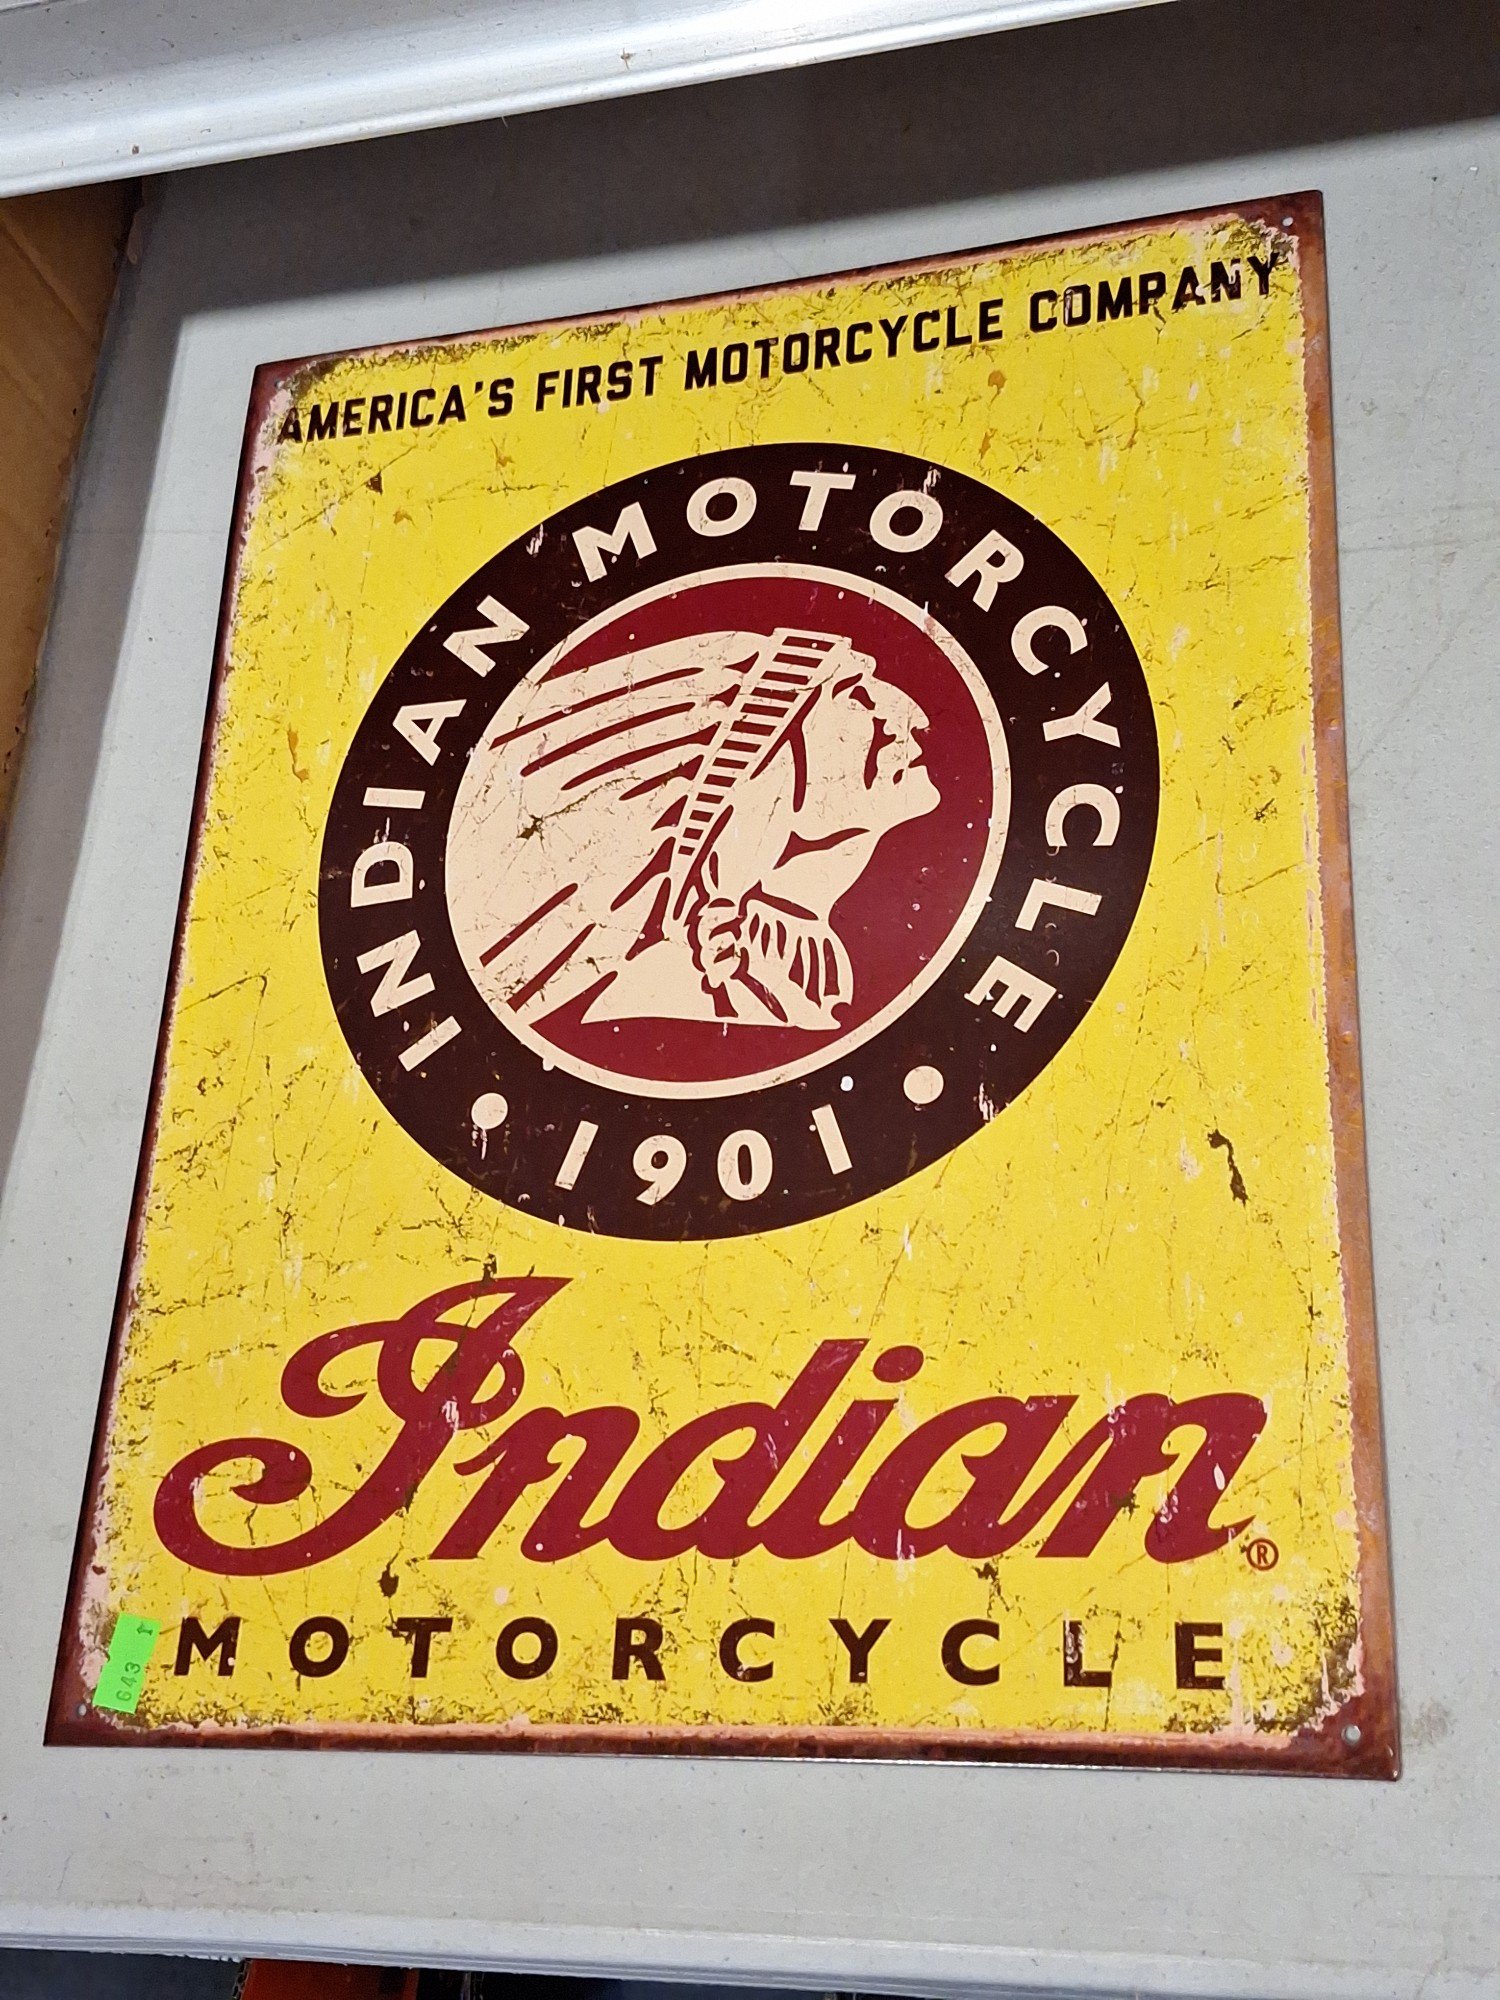 AMERICA'S FIRST MOTORCYCLE COMPANY
INDIAN MOTORCYCLE
• 1901 •
Indian®
MOTORCYCLE
643